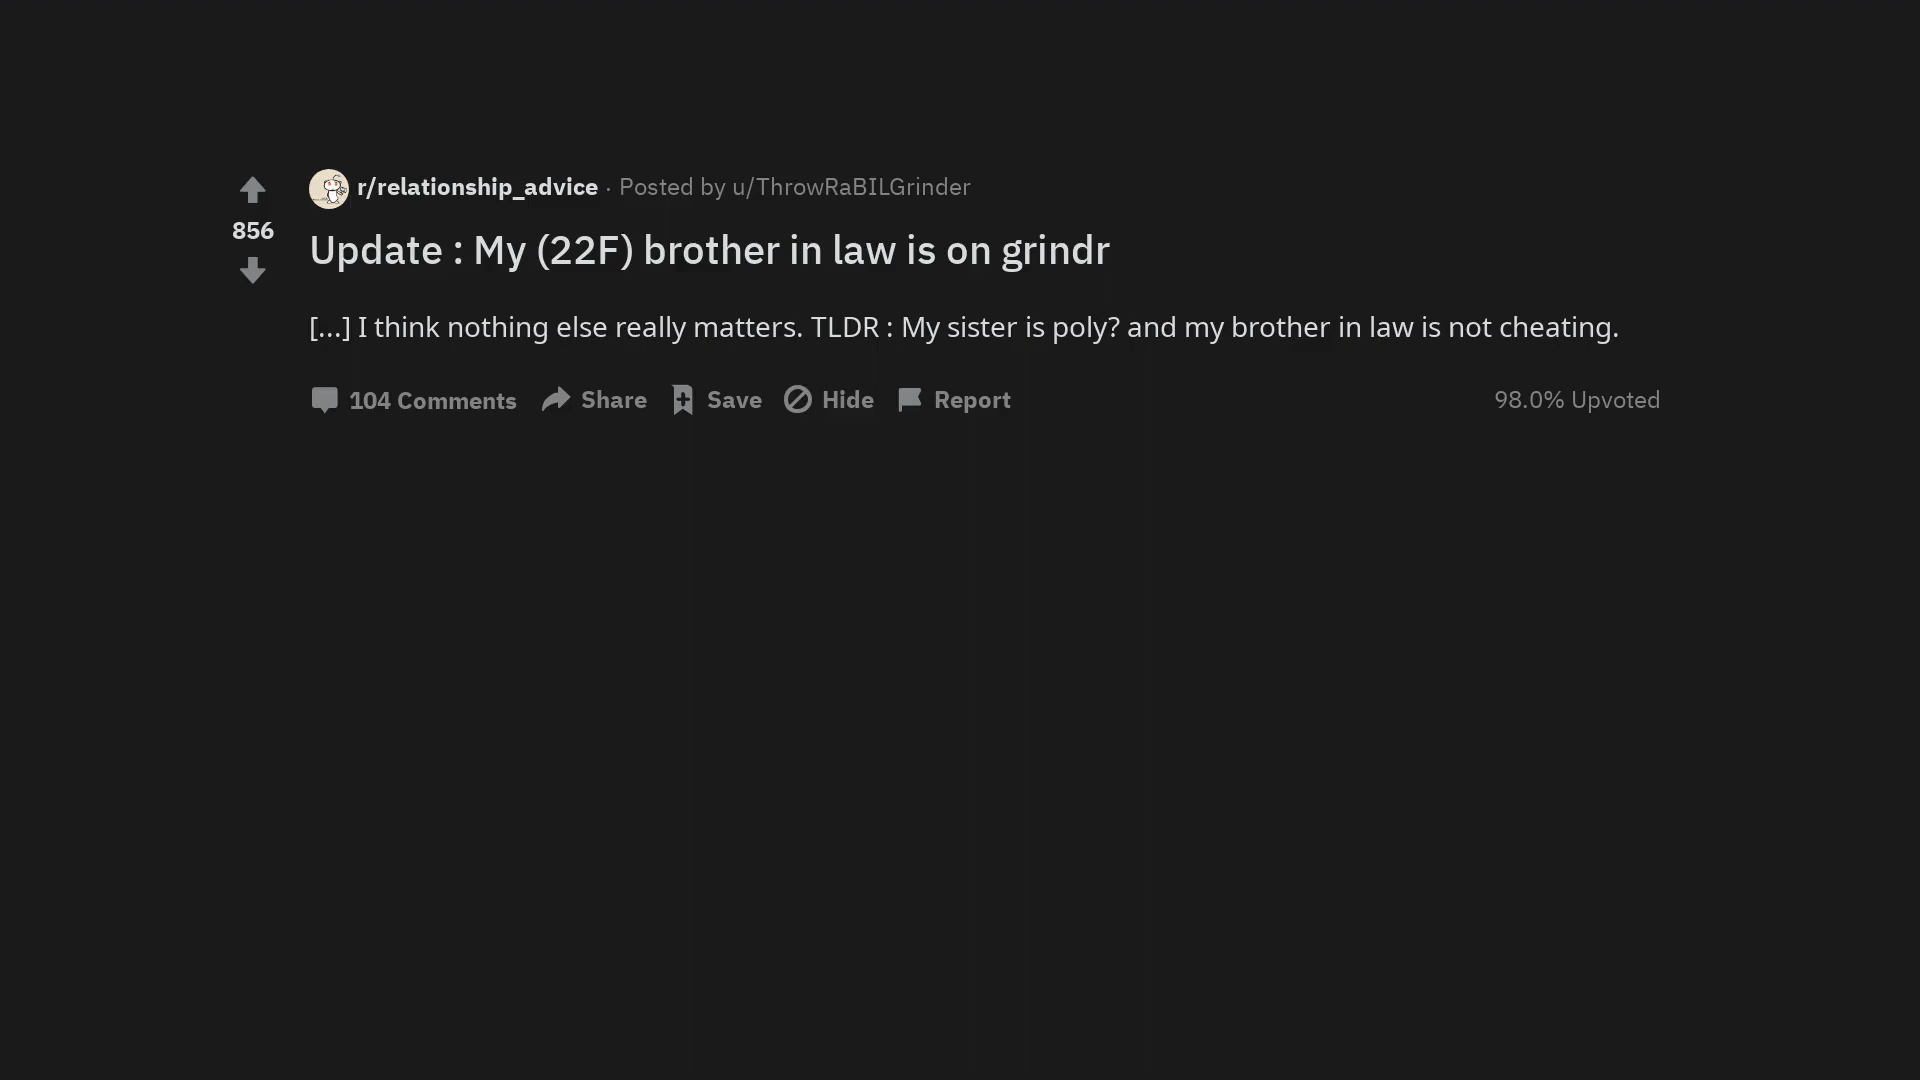 r/relationship_advice · Posted by u/ThrowRaBILGrinder
856
Update : My (22F) brother in law is on grindr
[...] I think nothing else really matters. TLDR : My sister is poly? and my brother in law is not cheating.
104 Comments Share Save Hide Report 98.0% Upvoted